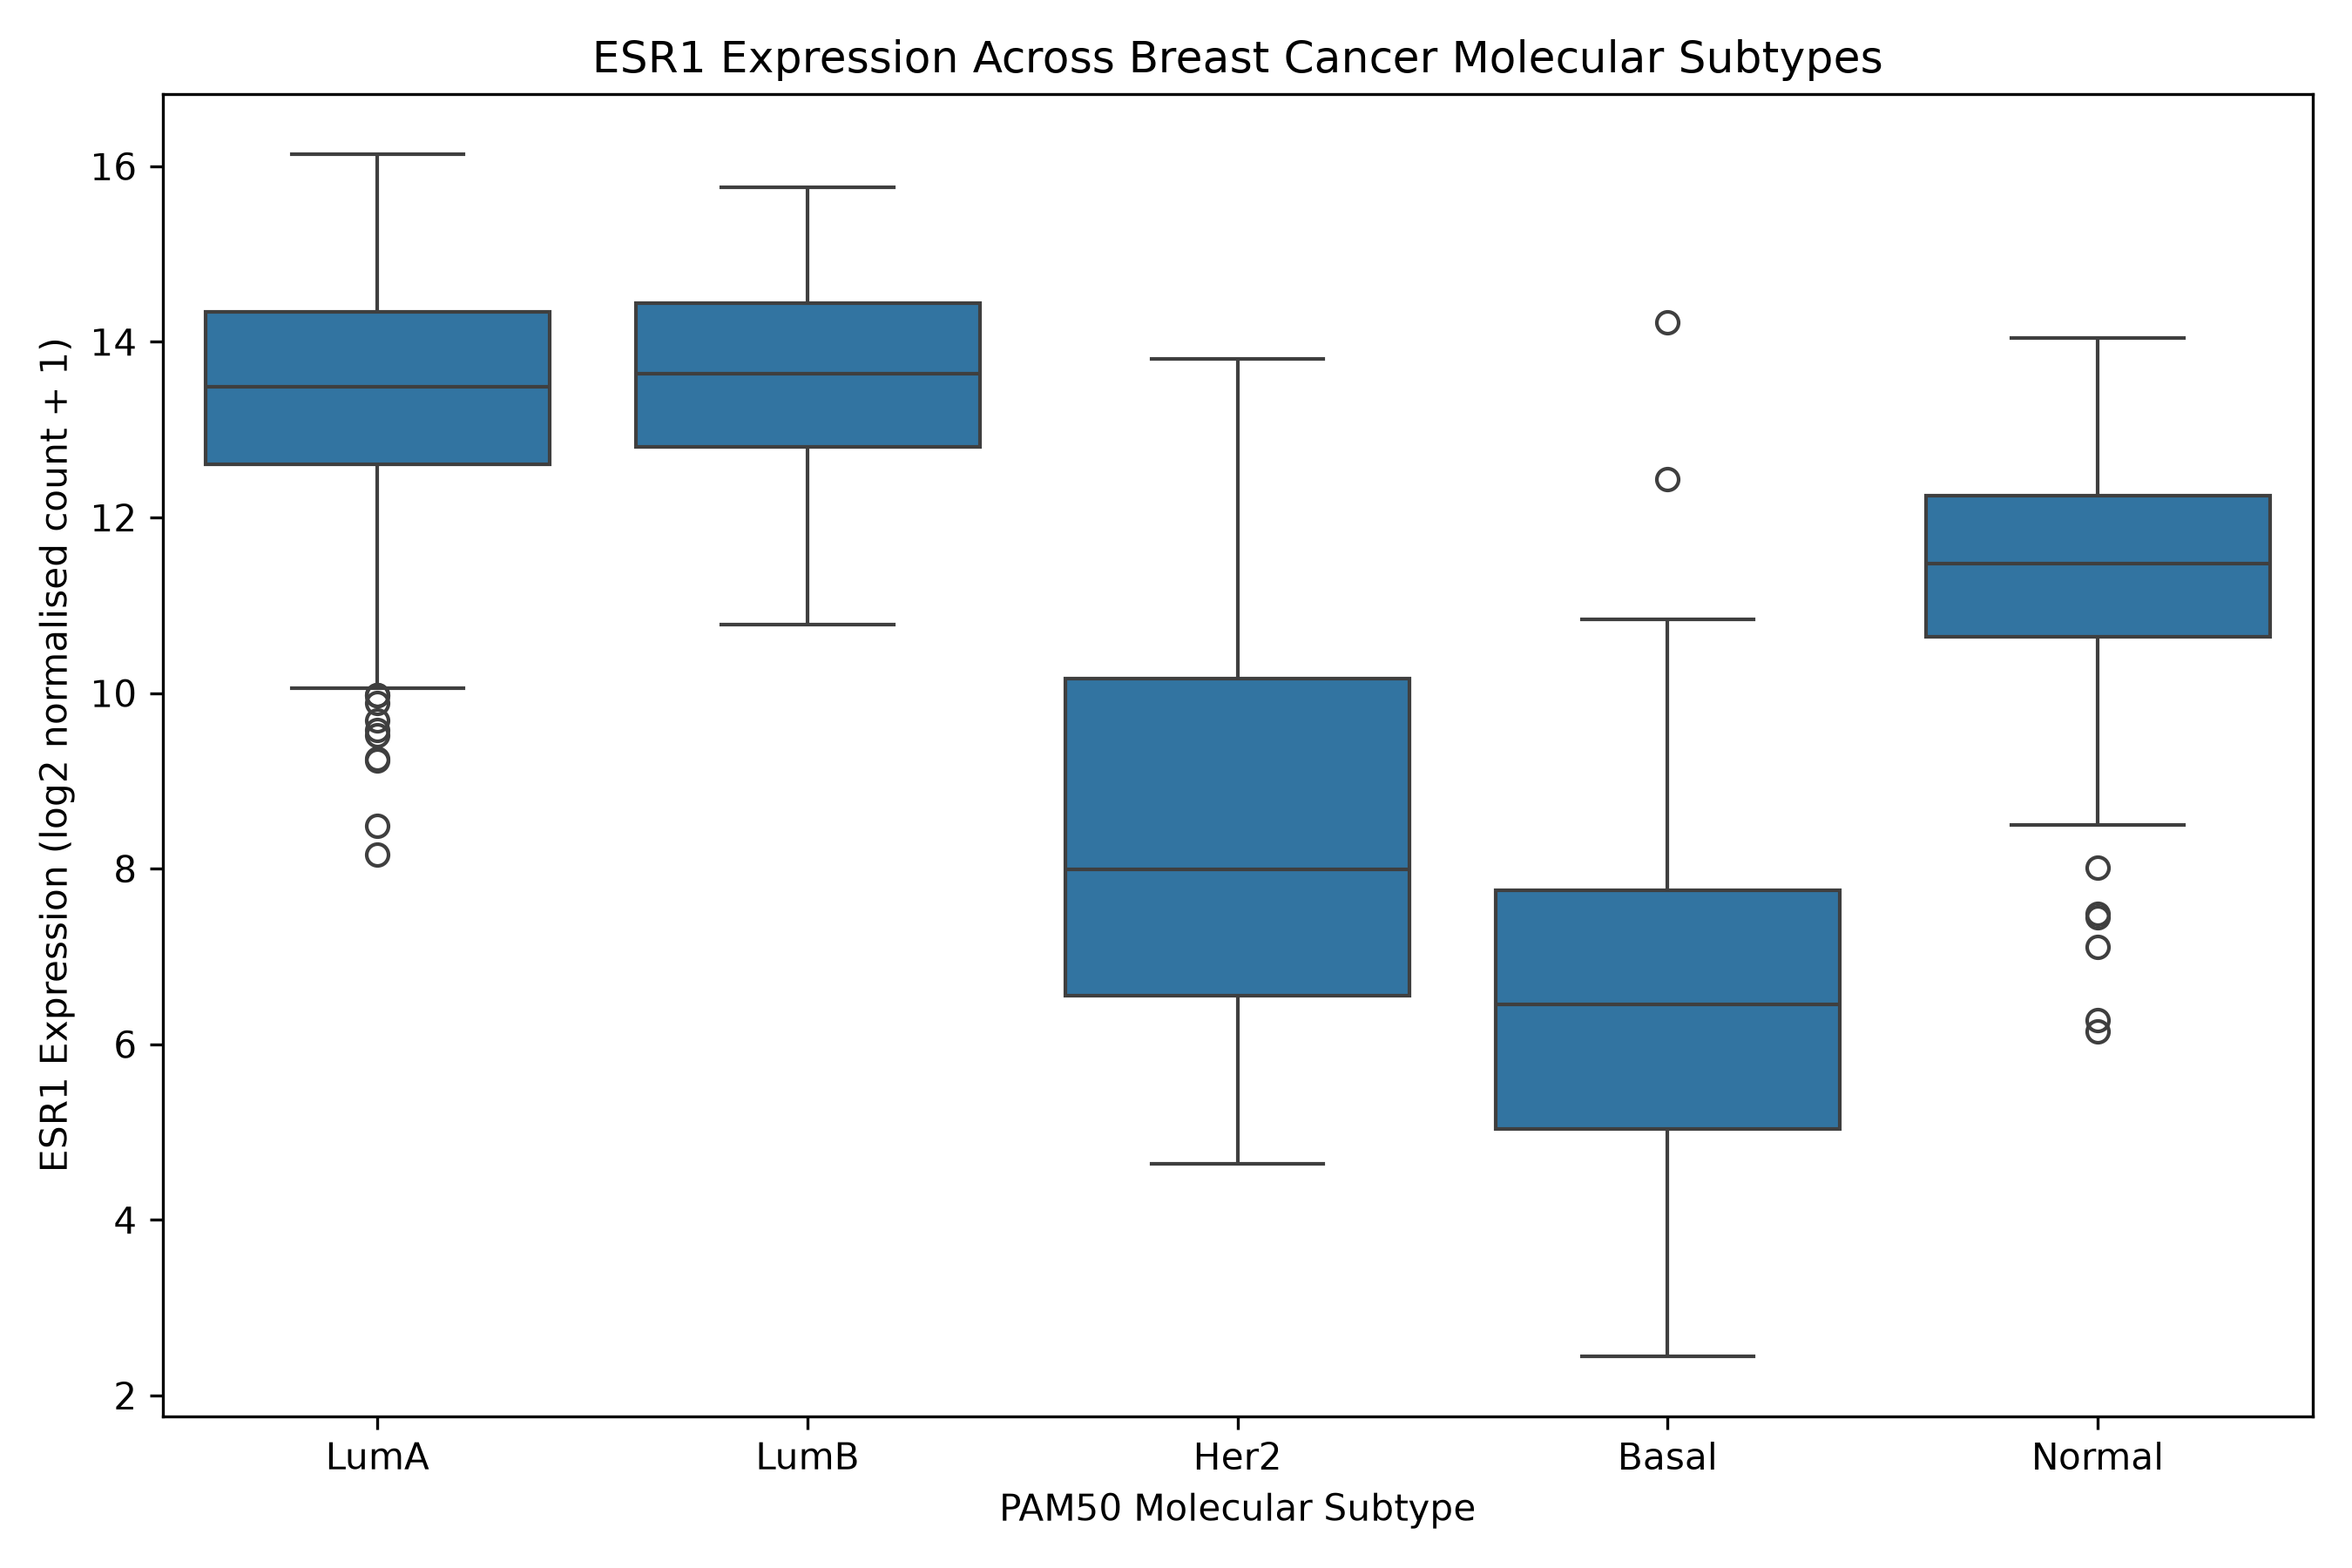 ESR1 Expression Across Breast Cancer Molecular Subtypes
ESR1 Expression (log2 normalised count + 1)
16
14
12
10
8
6
4
2
LumA
LumB
Her2
Basal
Normal
PAM50 Molecular Subtype